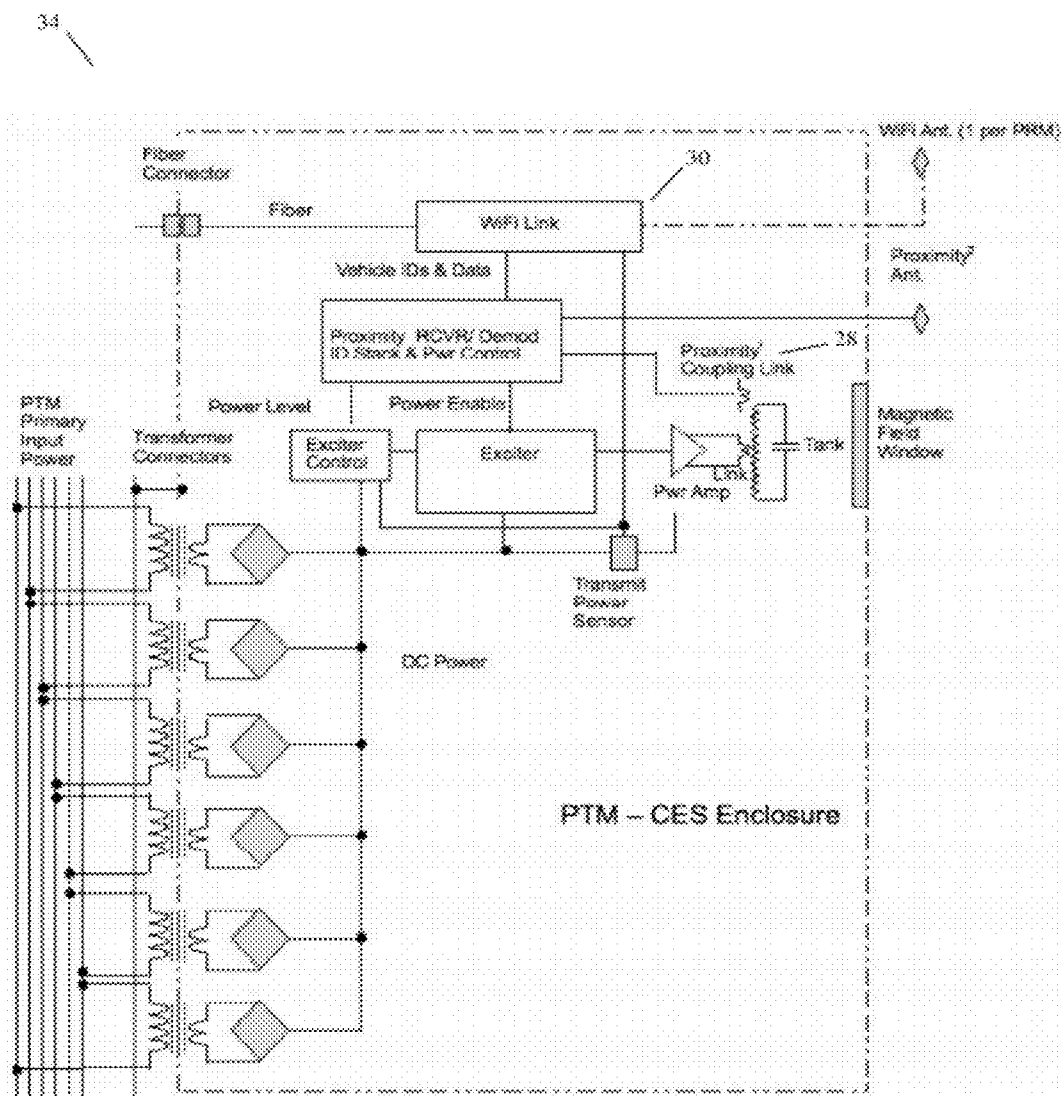 34
WiFi Ant. (1 per PRM)
Fiber
Connector
30
Fiber
WiFi Link
Vehicle IDs & Data
Proximity²
Ant.
Proximity RCVR/ Demod
ID Stank & Pwr Control
Proximity
Coupling Link
28
Power Level
Power Enable
PTM
Primary
Input
Power
Transformer
Connectors
Exciter
Control
Exciter
Link
Tank
Magnetic
Field
Window
Pwr Amp
Transmit
Power
Sensor
DC Power
PTM – CES Enclosure